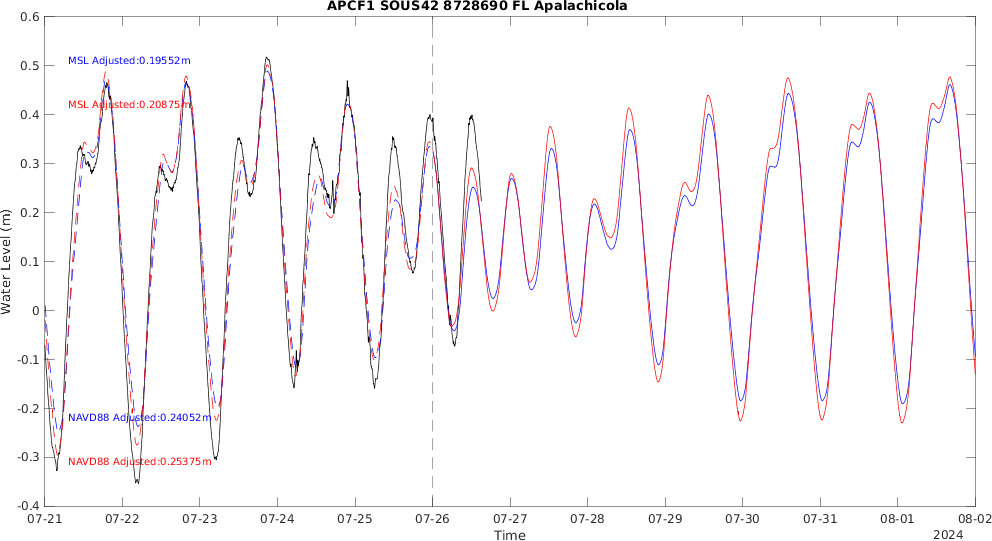 APCF1 SOUS42 8728690 FL Apalachicola
0.6
0.5
0.4
0.3
0.2
0.1
0
-0.1
-0.2
-0.3
-0.4
Water Level (m)
MSL Adjusted:0.19552m
MSL Adjusted:0.20875m
NAVD88 Adjusted:0.24052m
NAVD88 Adjusted:0.25375m
07-21 07-22 07-23 07-24 07-25 07-26 07-27 07-28 07-29 07-30 07-31 08-01 08-02
Time
2024